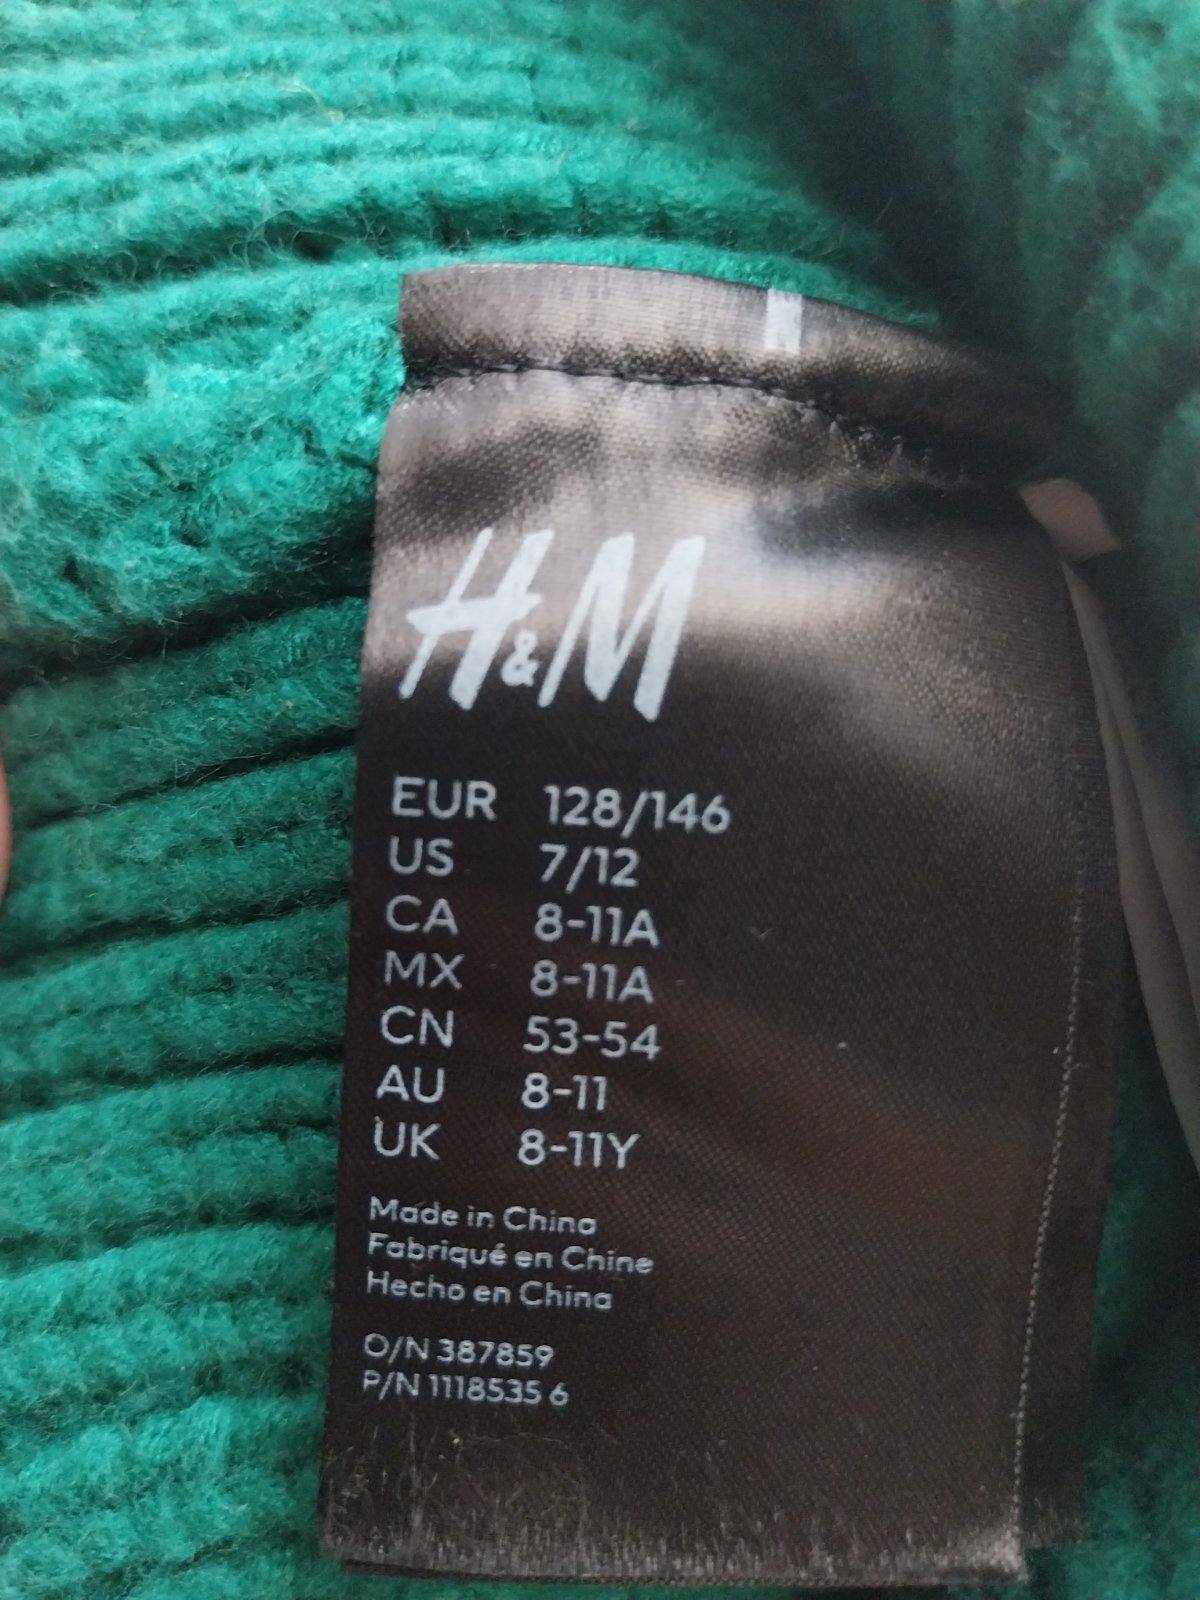 H&M
EUR 128/146
US 7/12
CA 8-11A
MX 8-11A
CN 53-54
AU 8-11
UK 8-11Y
Made in China
Fabriqué en Chine
Hecho en China
O/N 387859
P/N 1118535 6